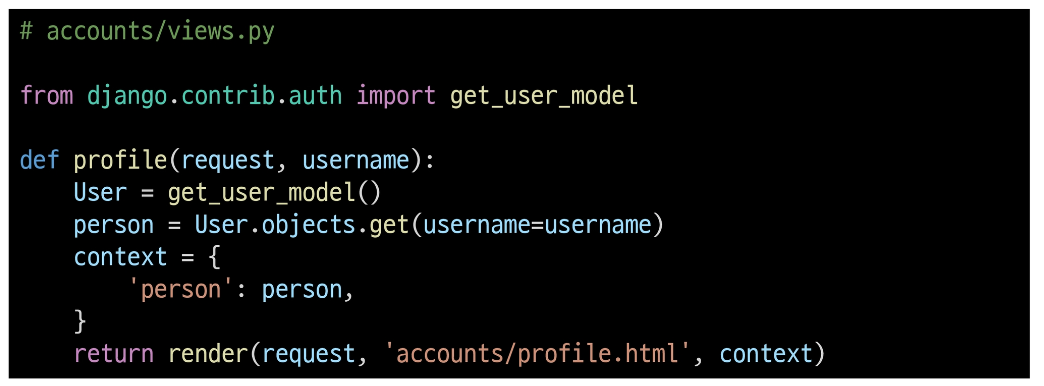 # accounts/views.py
from django.contrib.auth import get_user_model
def profile(request, username):
    User = get_user_model()
    person = User.objects.get(username=username)
    context = {
        'person': person,
    }
    return render(request, 'accounts/profile.html', context)